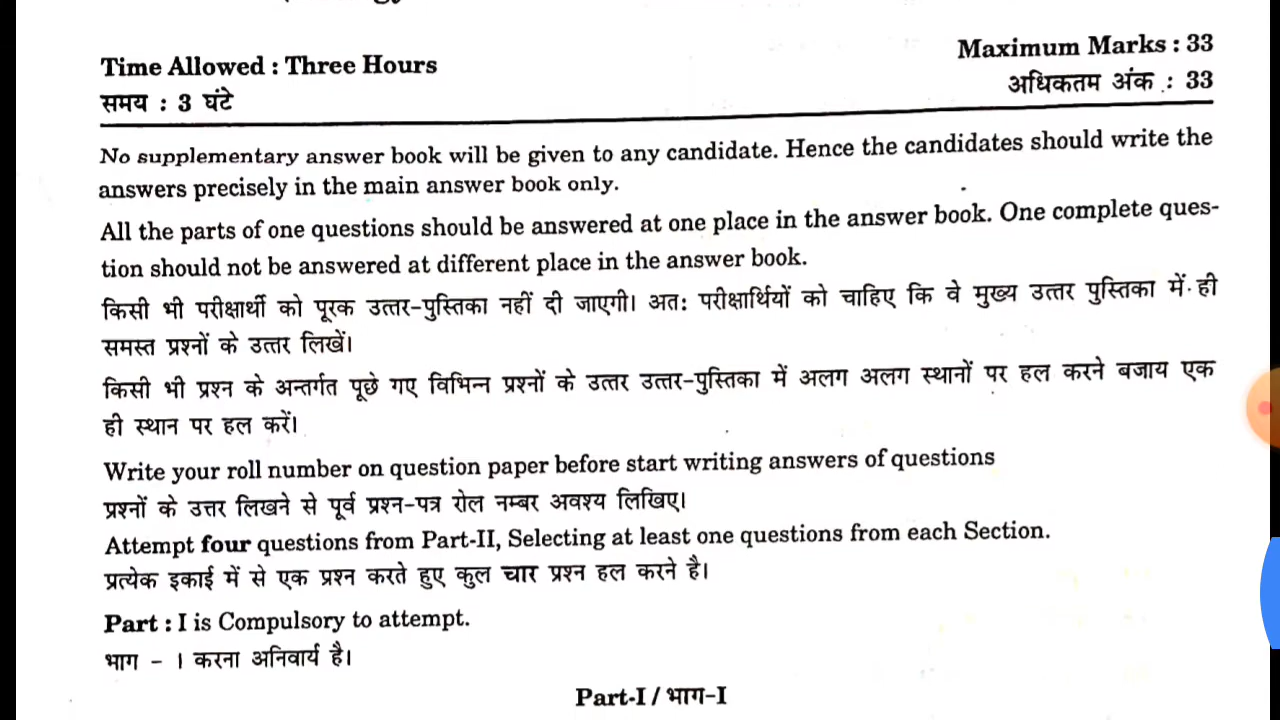 Time Allowed : Three Hours
Maximum Marks : 33
समय : 3 घंटे
अधिकतम अंक : 33
No supplementary answer book will be given to any candidate. Hence the candidates should write the
answers precisely in the main answer book only.
All the parts of one questions should be answered at one place in the answer book. One complete ques-
tion should not be answered at different place in the answer book.
किसी भी परीक्षार्थी को पूरक उत्तर-पुस्तिका नहीं दी जाएगी। अतः परीक्षार्थियों को चाहिए कि वे मुख्य उत्तर पुस्तिका में ही
समस्त प्रश्नों के उत्तर लिखें।
किसी भी प्रश्न के अन्तर्गत पूछे गए विभिन्न प्रश्नों के उत्तर उत्तर-पुस्तिका में अलग अलग स्थानों पर हल करने बजाय एक
ही स्थान पर हल करें।
Write your roll number on question paper before start writing answers of questions
प्रश्नों के उत्तर लिखने से पूर्व प्रश्न-पत्र रोल नम्बर अवश्य लिखिए।
Attempt four questions from Part-II, Selecting at least one questions from each Section.
प्रत्येक इकाई में से एक प्रश्न करते हुए कुल चार प्रश्न हल करने है।
Part : I is Compulsory to attempt.
भाग - । करना अनिवार्य है।
Part-I / भाग-I